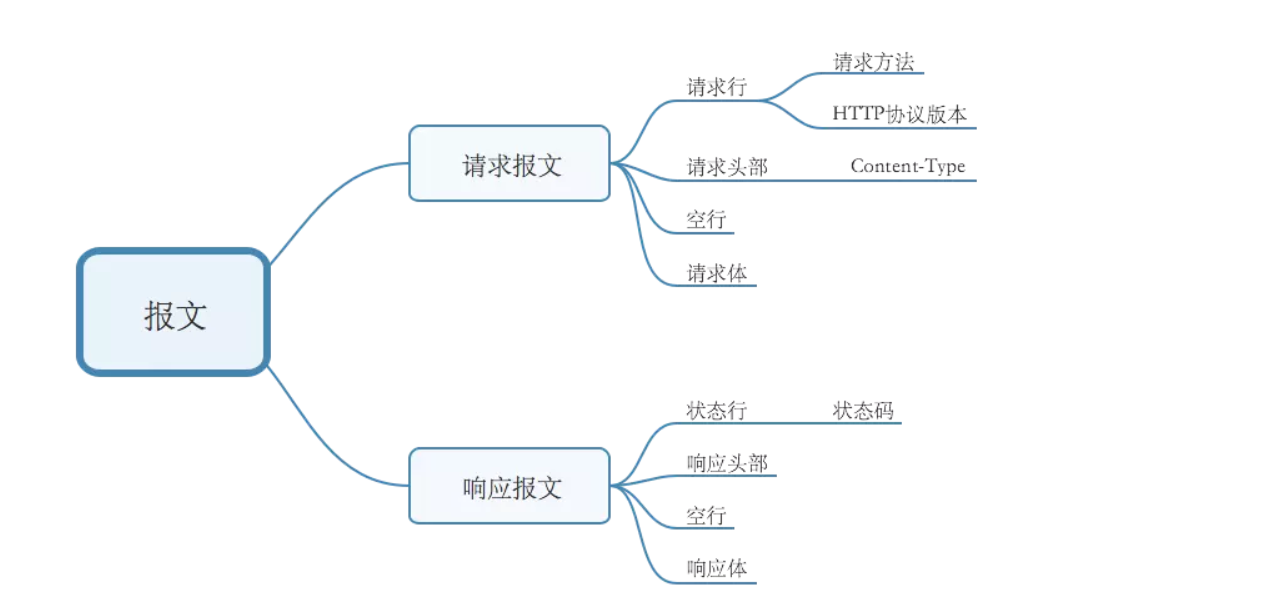 报文
请求报文
请求行
请求方法
HTTP协议版本
请求头部
Content-Type
空行
请求体
响应报文
状态行
状态码
响应头部
空行
响应体